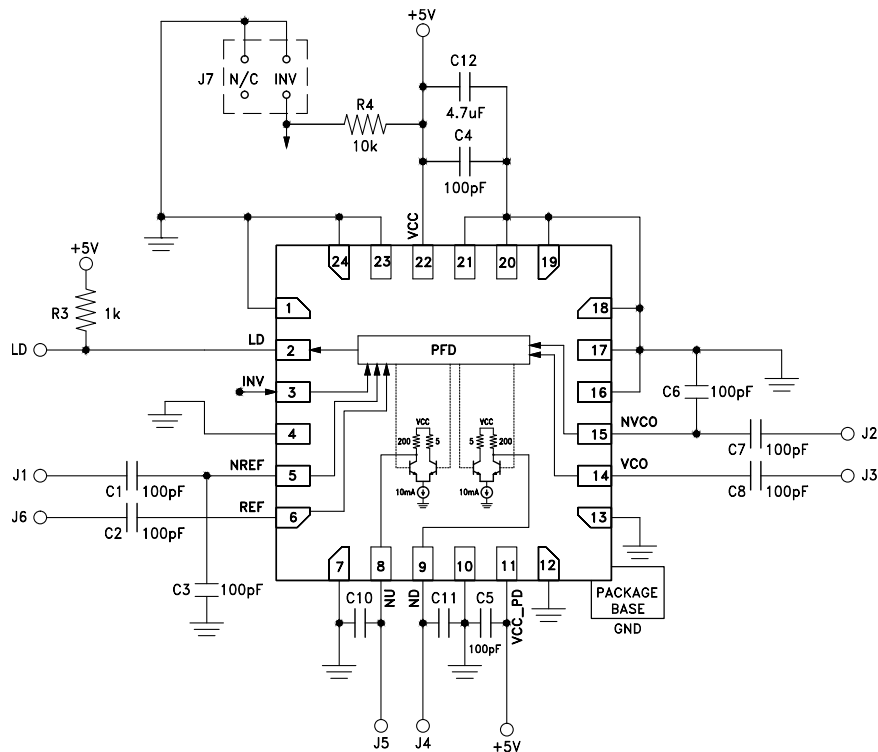 +5V
J7 N/C INV
C12
4.7uF
R4
10k
C4
100pF
VCC
+5V
R3 1k
24 23 22 21 20 19
1
18
LD
LD
2
PFD
17
INV
3
16
C6 100pF
4
VCC VCC
200 5 5 200
15
NVCO
C7
100pF
J2
J1
C1 100pF
NREF
5
10mA 10mA
14
VCO
C8 100pF
J3
J6
C2 100pF
REF
6
13
7 8 9 10 11 12
C3 100pF
C10
NU
ND
C11
C5
100pF
VCC_PD
PACKAGE
BASE
GND
J5
J4
+5V